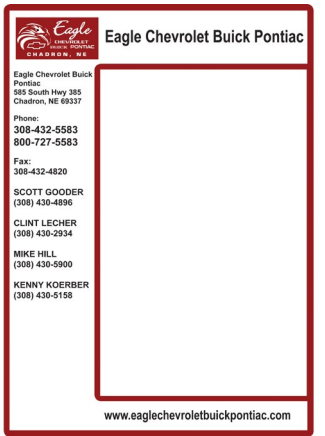 Eagle
CHEVROLET
BUICK PONTIAC
CHADRON, NE
Eagle Chevrolet Buick Pontiac
Eagle Chevrolet Buick
Pontiac
585 South Hwy 385
Chadron, NE 69337
Phone:
308-432-5583
800-727-5583
Fax:
308-432-4820
SCOTT GOODER
(308) 430-4896
CLINT LECHER
(308) 430-2934
MIKE HILL
(308) 430-5900
KENNY KOERBER
(308) 430-5158
www.eaglechevroletbuickpontiac.com